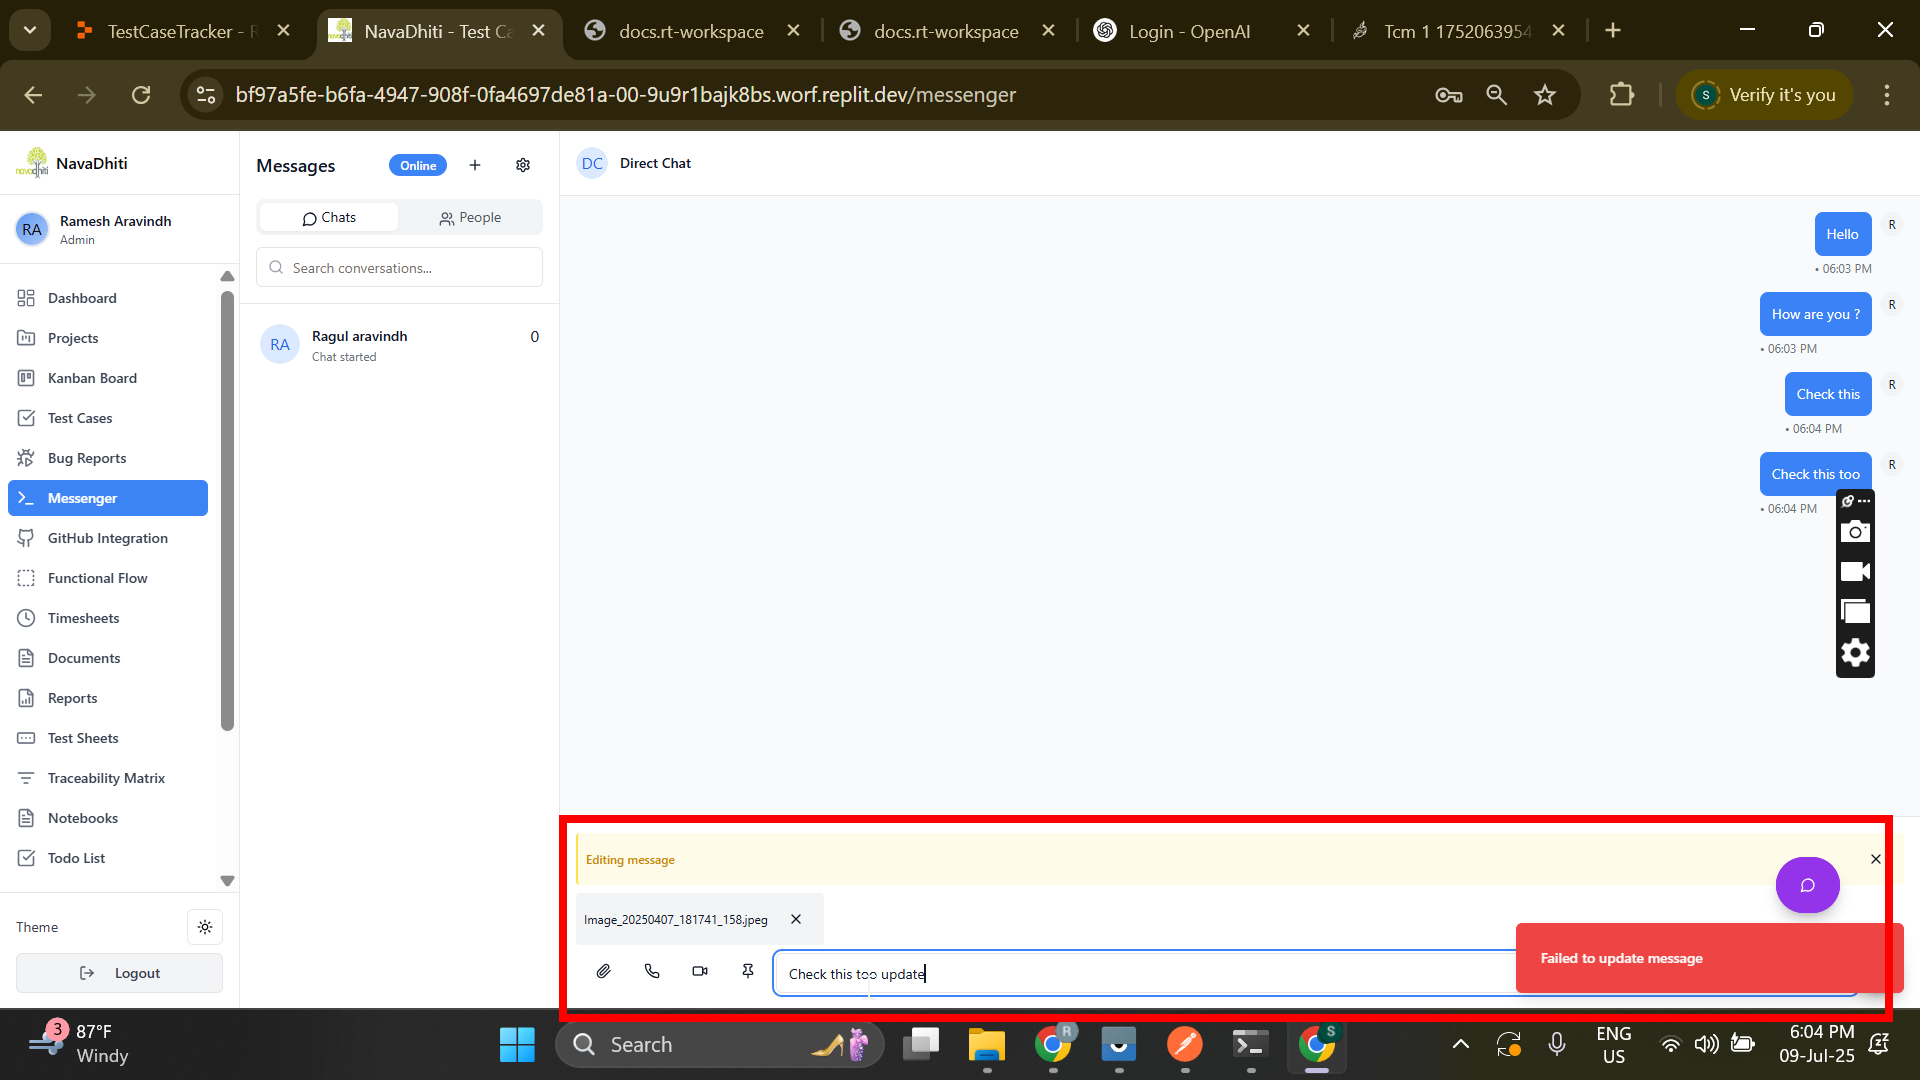 TestCaseTracker - R
NavaDhiti - Test Ca
docs.rt-workspace
docs.rt-workspace
Login - OpenAI
Tcm 1 1752063954
bf97a5fe-b6fa-4947-908f-0fa4697de81a-00-9u9r1bajk8bs.worf.replit.dev/messenger
S
Verify it's you
navadhiti
NavaDhiti
RA
Ramesh Aravindh
Admin
Dashboard
Projects
Kanban Board
Test Cases
Bug Reports
Messenger
GitHub Integration
Functional Flow
Timesheets
Documents
Reports
Test Sheets
Traceability Matrix
Notebooks
Todo List
Theme
Logout
Messages
Online
Chats
People
Search conversations...
RA
Ragul aravindh
0
Chat started
DC
Direct Chat
Hello
R
• 06:03 PM
How are you ?
R
• 06:03 PM
Check this
R
• 06:04 PM
Check this too
R
• 06:04 PM
Editing message
Image_20250407_181741_158.jpeg
Check this too update
Failed to update message
3
87°F
Windy
Search
R
S
ENG
US
6:04 PM
09-Jul-25